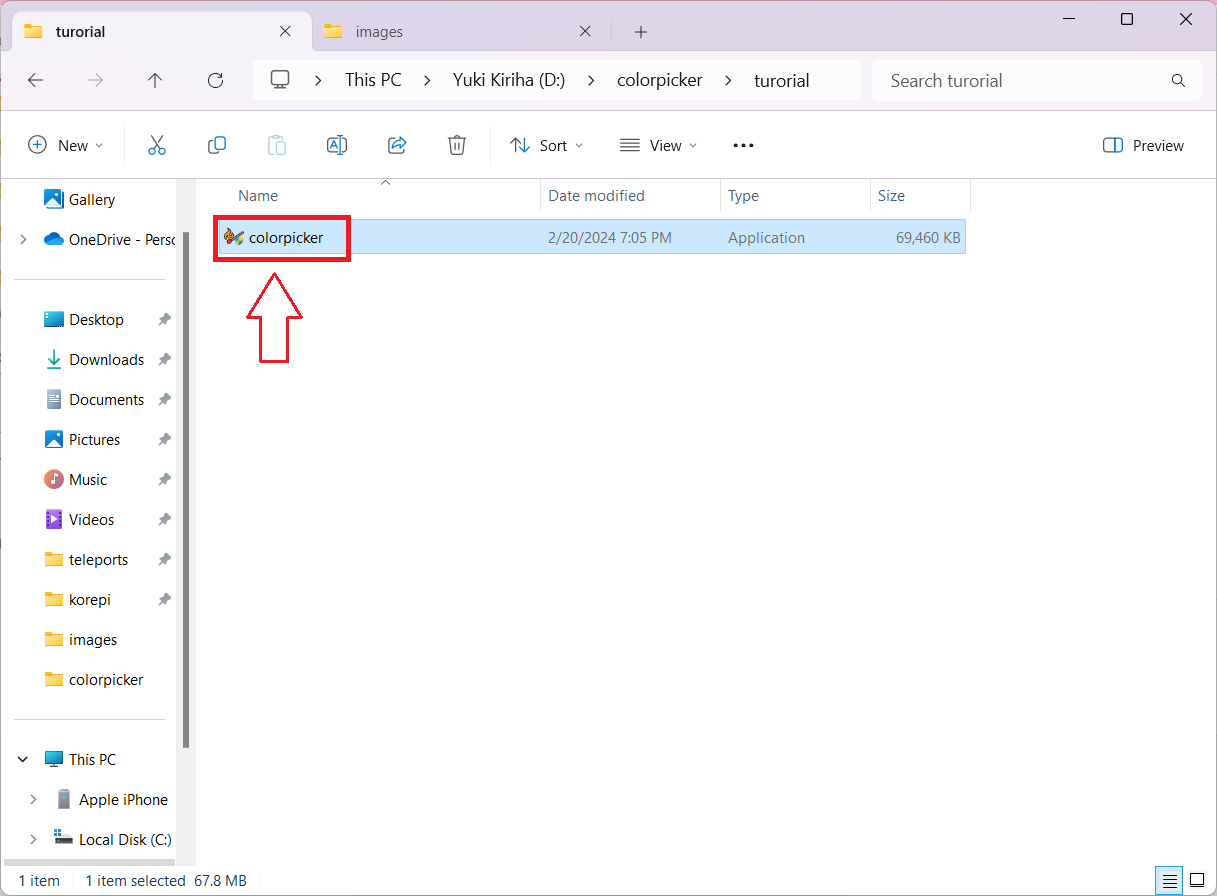 turorial
images
This PC
Yuki Kiriha (D:)
colorpicker
turorial
Search turorial
New
Sort
View
Preview
Gallery
OneDrive - Perso
Desktop
Downloads
Documents
Pictures
Music
Videos
teleports
korepi
images
colorpicker
This PC
Apple iPhone
Local Disk (C:)
Name
Date modified
Type
Size
colorpicker
2/20/2024 7:05 PM
Application
69,460 KB
1 item
1 item selected
67.8 MB